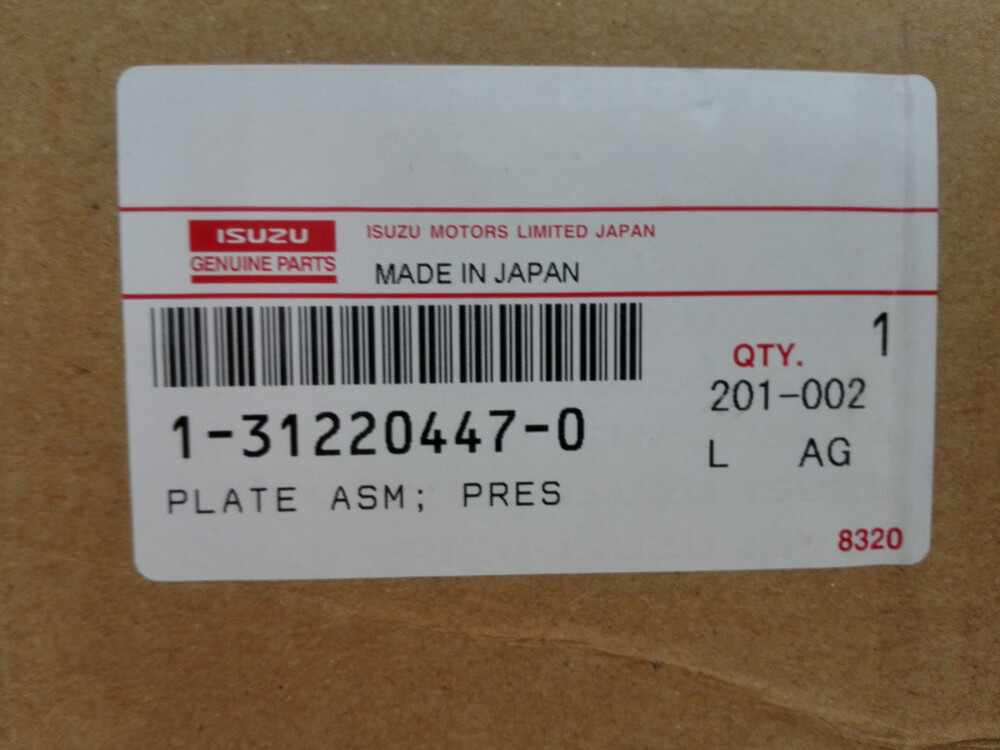 ISUZU
GENUINE PARTS
ISUZU MOTORS LIMITED JAPAN
MADE IN JAPAN
1-31220447-0
PLATE ASM; PRES
QTY. 1
201-002
L AG
8320